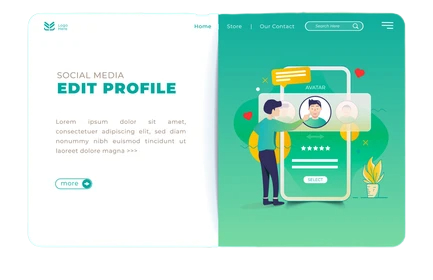 LOGO HERE
Home
Store
Our Contact
Search Here
SOCIAL MEDIA
EDIT PROFILE
Lorem ipsum dolor sit amet,
consectetuer adipiscing elit, sed
diam nonummy nibh euismod tincidunt
ut laoreet dolore magna >>>
more
AVATAR
SELECT